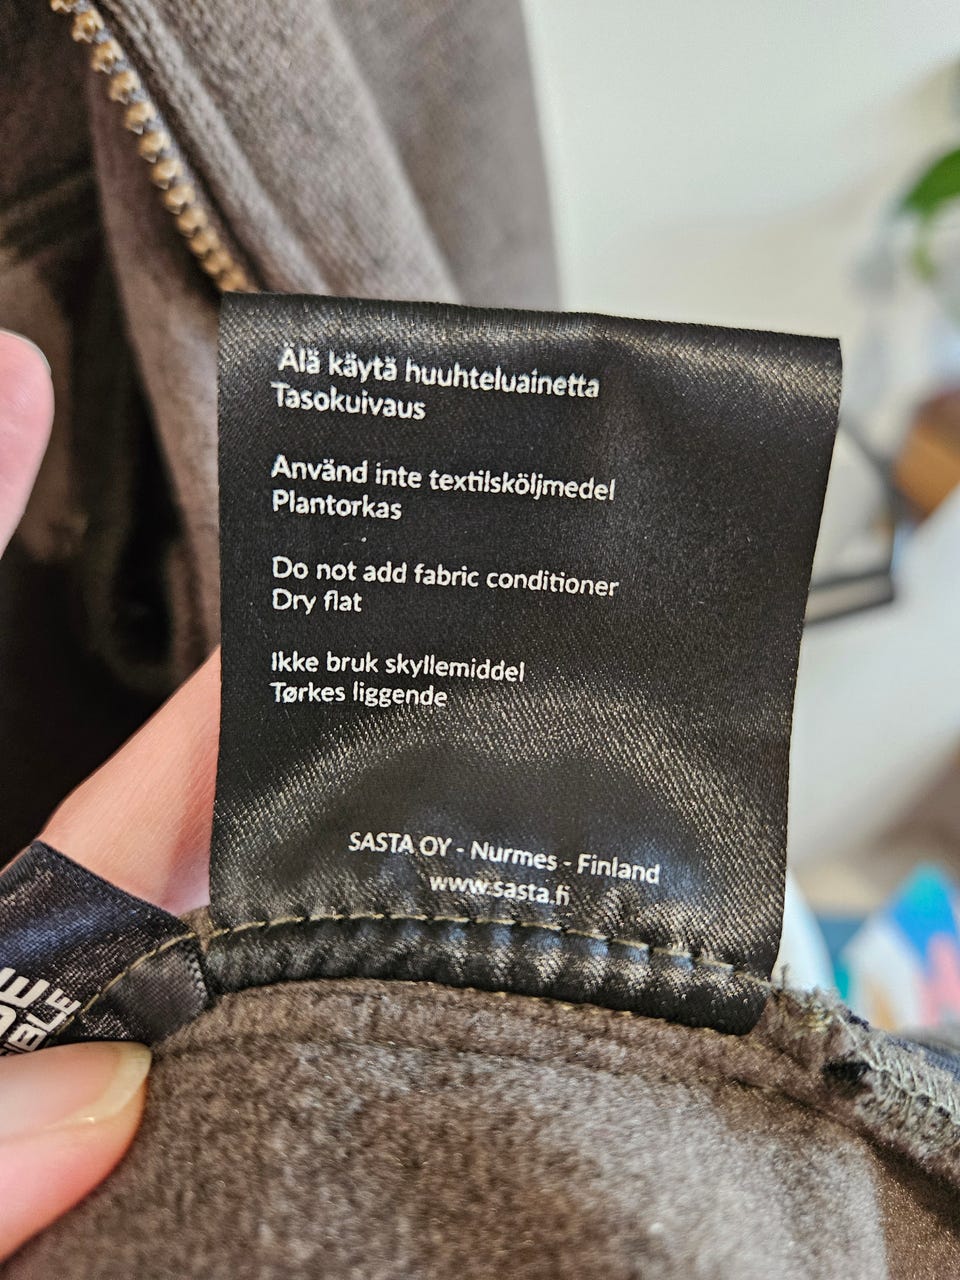 Älä käytä huuhteluainetta
Tasokuivaus
Använd inte textilsköljmedel
Plantorkas
Do not add fabric conditioner
Dry flat
Ikke bruk skyllemiddel
Tørkes liggende
SASTA OY - Nurmes - Finland
www.sasta.fi